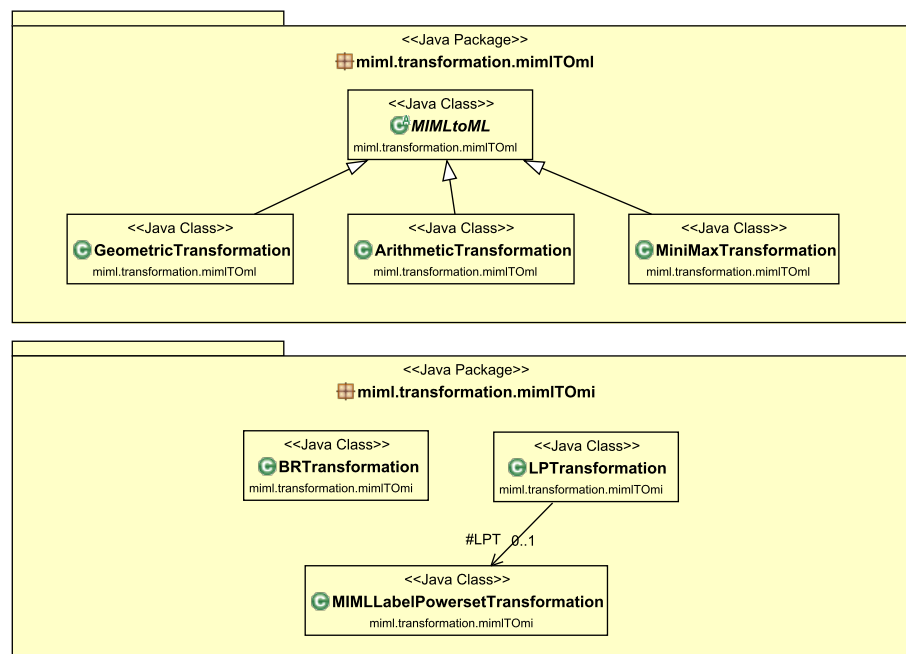 <<Java Package>>
miml.transformation.mimlTOml
<<Java Class>>
MIMLtoML
miml.transformation.mimlTOml
<<Java Class>>
GeometricTransformation
miml.transformation.mimlTOml
<<Java Class>>
ArithmeticTransformation
miml.transformation.mimlTOml
<<Java Class>>
MiniMaxTransformation
miml.transformation.mimlTOml
<<Java Package>>
miml.transformation.mimlTOmi
<<Java Class>>
BRTransformation
miml.transformation.mimlTOmi
<<Java Class>>
LPTransformation
miml.transformation.mimlTOmi
#LPT 0..1
<<Java Class>>
MIMLLabelPowersetTransformation
miml.transformation.mimlTOmi